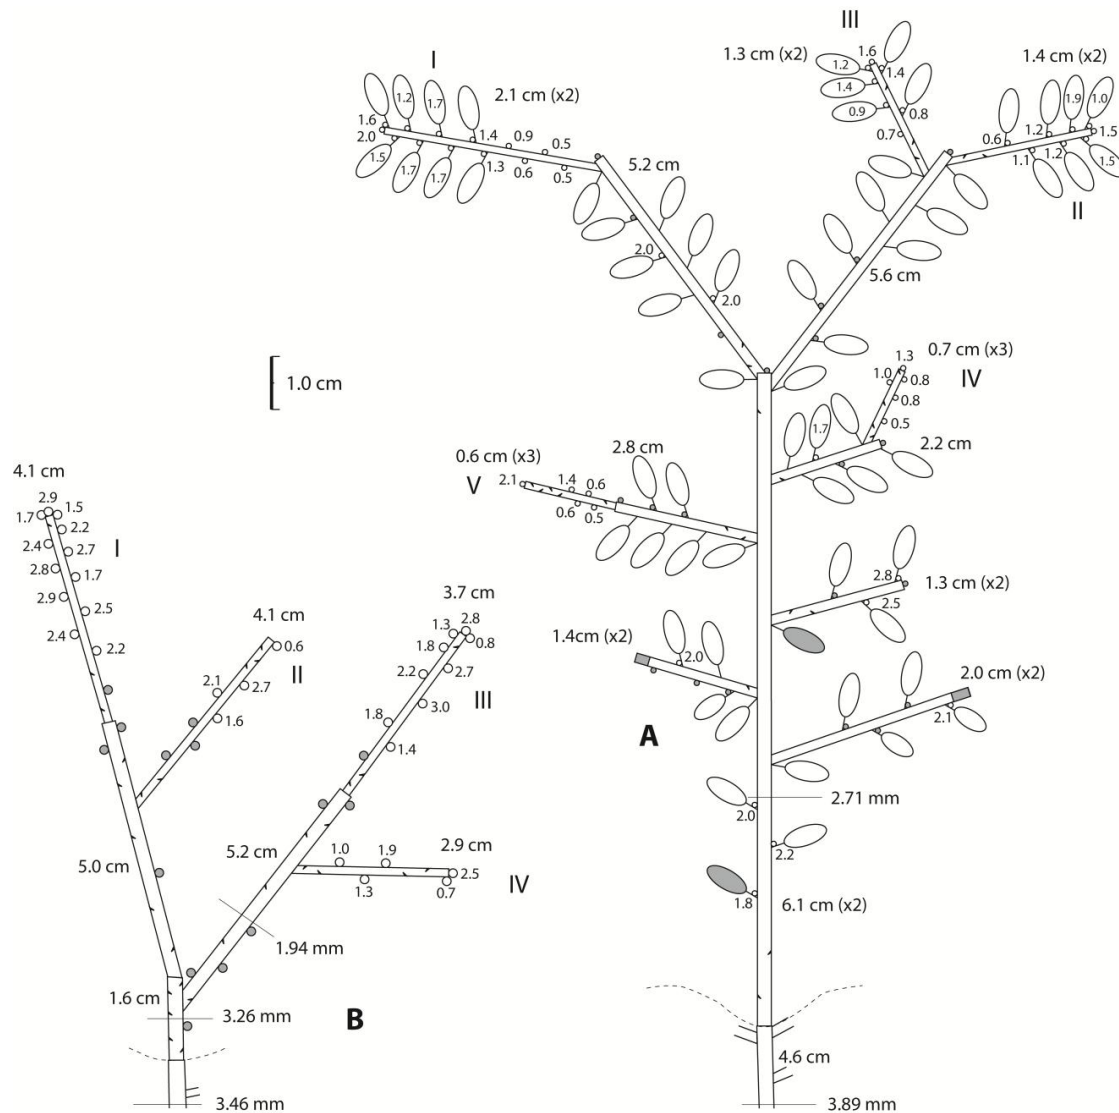 III
1.3 cm (x2)
1.6
1.2
1.4
1.4
0.9
0.8
0.7
1.4 cm (x2)
1.9
1.0
1.2
0.6
1.5
1.1
1.2
1.5
II
I
2.1 cm (x2)
1.2
1.7
1.6
2.0
1.4
0.9
0.5
1.5
1.7
1.7
1.3
0.6
0.5
5.2 cm
2.0
2.0
5.6 cm
1.0 cm
0.7 cm (x3)
IV
1.3
1.0
0.8
0.8
0.5
1.7
2.2 cm
2.8 cm
0.6 cm (x3)
V
2.1
1.4
0.6
0.6
0.5
2.8
1.3 cm (x2)
2.5
1.4cm (x2)
2.0
2.0 cm (x2)
2.1
A
2.71 mm
2.0
2.2
1.8
6.1 cm (x2)
4.6 cm
3.89 mm
4.1 cm
2.9
1.7
1.5
2.2
2.4
2.7
I
2.8
1.7
2.9
2.5
2.4
2.2
4.1 cm
0.6
II
2.1
2.7
1.6
3.7 cm
2.8
1.3
0.8
1.8
2.2
2.7
III
3.0
1.8
1.4
5.2 cm
2.9 cm
1.0
1.9
2.5
IV
1.3
0.7
5.0 cm
1.94 mm
1.6 cm
3.26 mm
B
3.46 mm